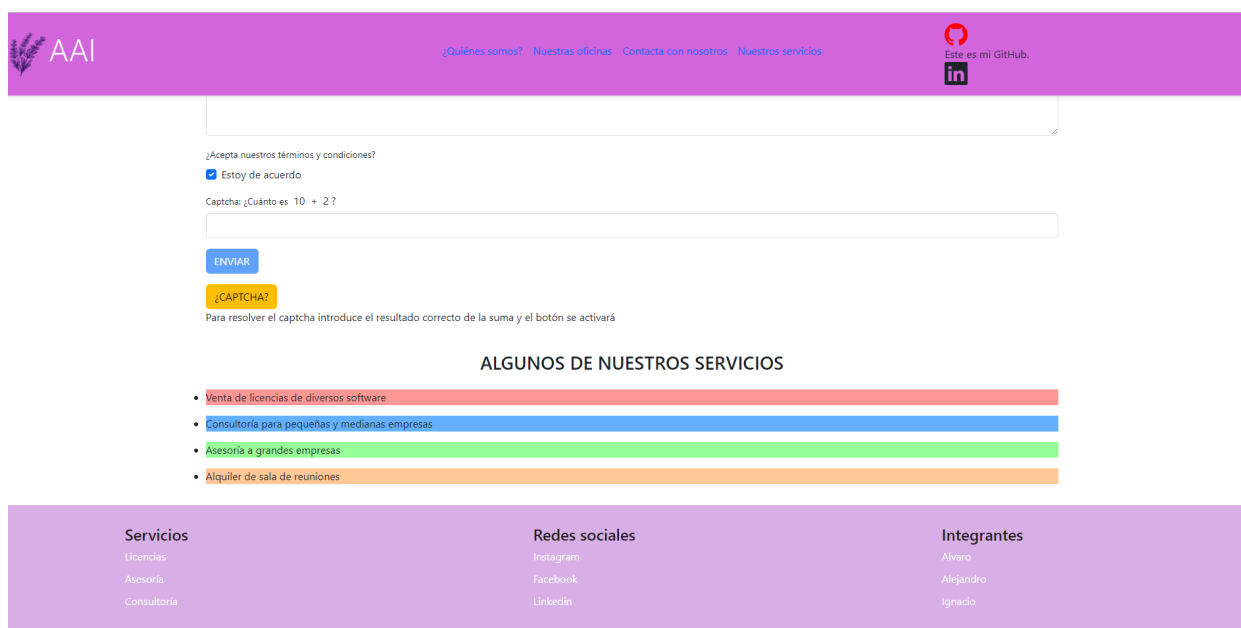 AAI
¿Quiénes somos? Nuestras oficinas Contacta con nosotros Nuestros servicios
Este es mi GitHub.
in
¿Acepta nuestros términos y condiciones?
Estoy de acuerdo
Captcha: ¿Cuánto es 10 + 2 ?
ENVIAR
¿CAPTCHA?
Para resolver el captcha introduce el resultado correcto de la suma y el botón se activará
ALGUNOS DE NUESTROS SERVICIOS
Venta de licencias de diversos software
Consultoría para pequeñas y medianas empresas
Asesoría a grandes empresas
Alquiler de sala de reuniones
Servicios
Licencias
Asesoría
Consultoría
Redes sociales
Instagram
Facebook
Linkedin
Integrantes
Alvaro
Alejandro
Ignacio